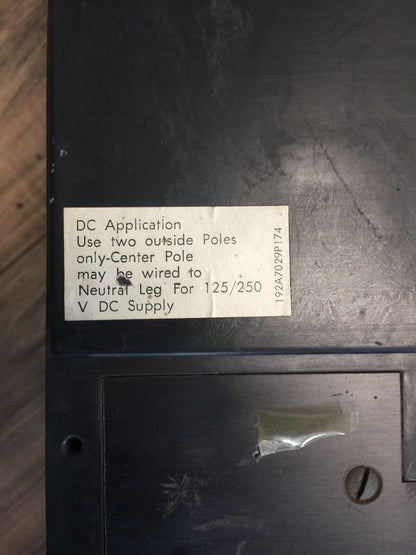 DC Application
Use two outside Poles
only-Center Pole
may be wired to
Neutral Leg For 125/250
V DC Supply
192A7029P174